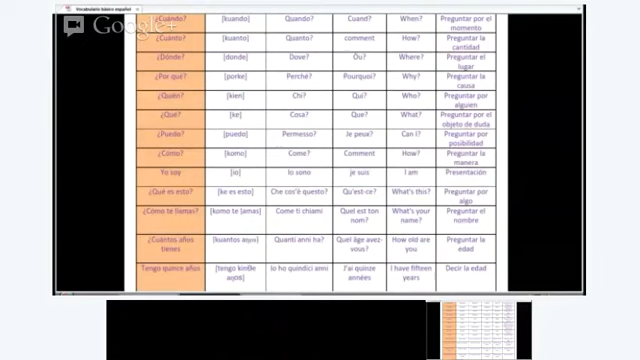 Vocabulario básico español
Google+
¿Cuándo? [kuando] Quando? Cuand? When? Preguntar por el momento
¿Cuánto? [kuanto] Quanto? comment How? Preguntar la cantidad
¿Dónde? [donde] Dove? Ou? Where? Preguntar el lugar
¿Por qué? [porke] Perché? Pourquoi? Why? Preguntar la causa
¿Quién? [kien] Chi? Qui? Who? Preguntar por alguien
¿Qué? [ke] Cosa? Que? What? Preguntar por el objeto de duda
¿Puedo? [puedo] Permesso? Je peux? Can I? Preguntar por posibilidad
¿Cómo? [komo] Come? Comment How? Preguntar la manera
Yo soy [io] Io sono je suis I am Presentación
¿Qué es esto? [ke es esto] Che cos'è questo? Qu'est-ce? What's this? Preguntar por algo
¿Cómo te llamas? [komo te Come ti chiami Quel est ton nom? What's your name? Preguntar el nombre
¿Cuántos años tienes [kuantos Quanti anni ha? Quel âge avez-vous? How old are you Preguntar la edad
Tengo quince años [tengo Io ho quindici anni J'ai quinze années I have fifteen years Decir la edad